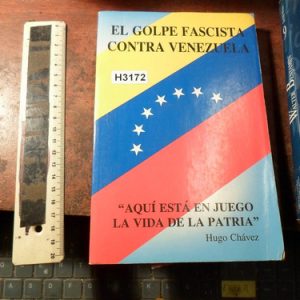 EL GOLPE FASCISTA
CONTRA VENEZUELA
H3172
“AQUÍ ESTÁ EN JUEGO
LA VIDA DE LA PATRIA”
Hugo Chávez